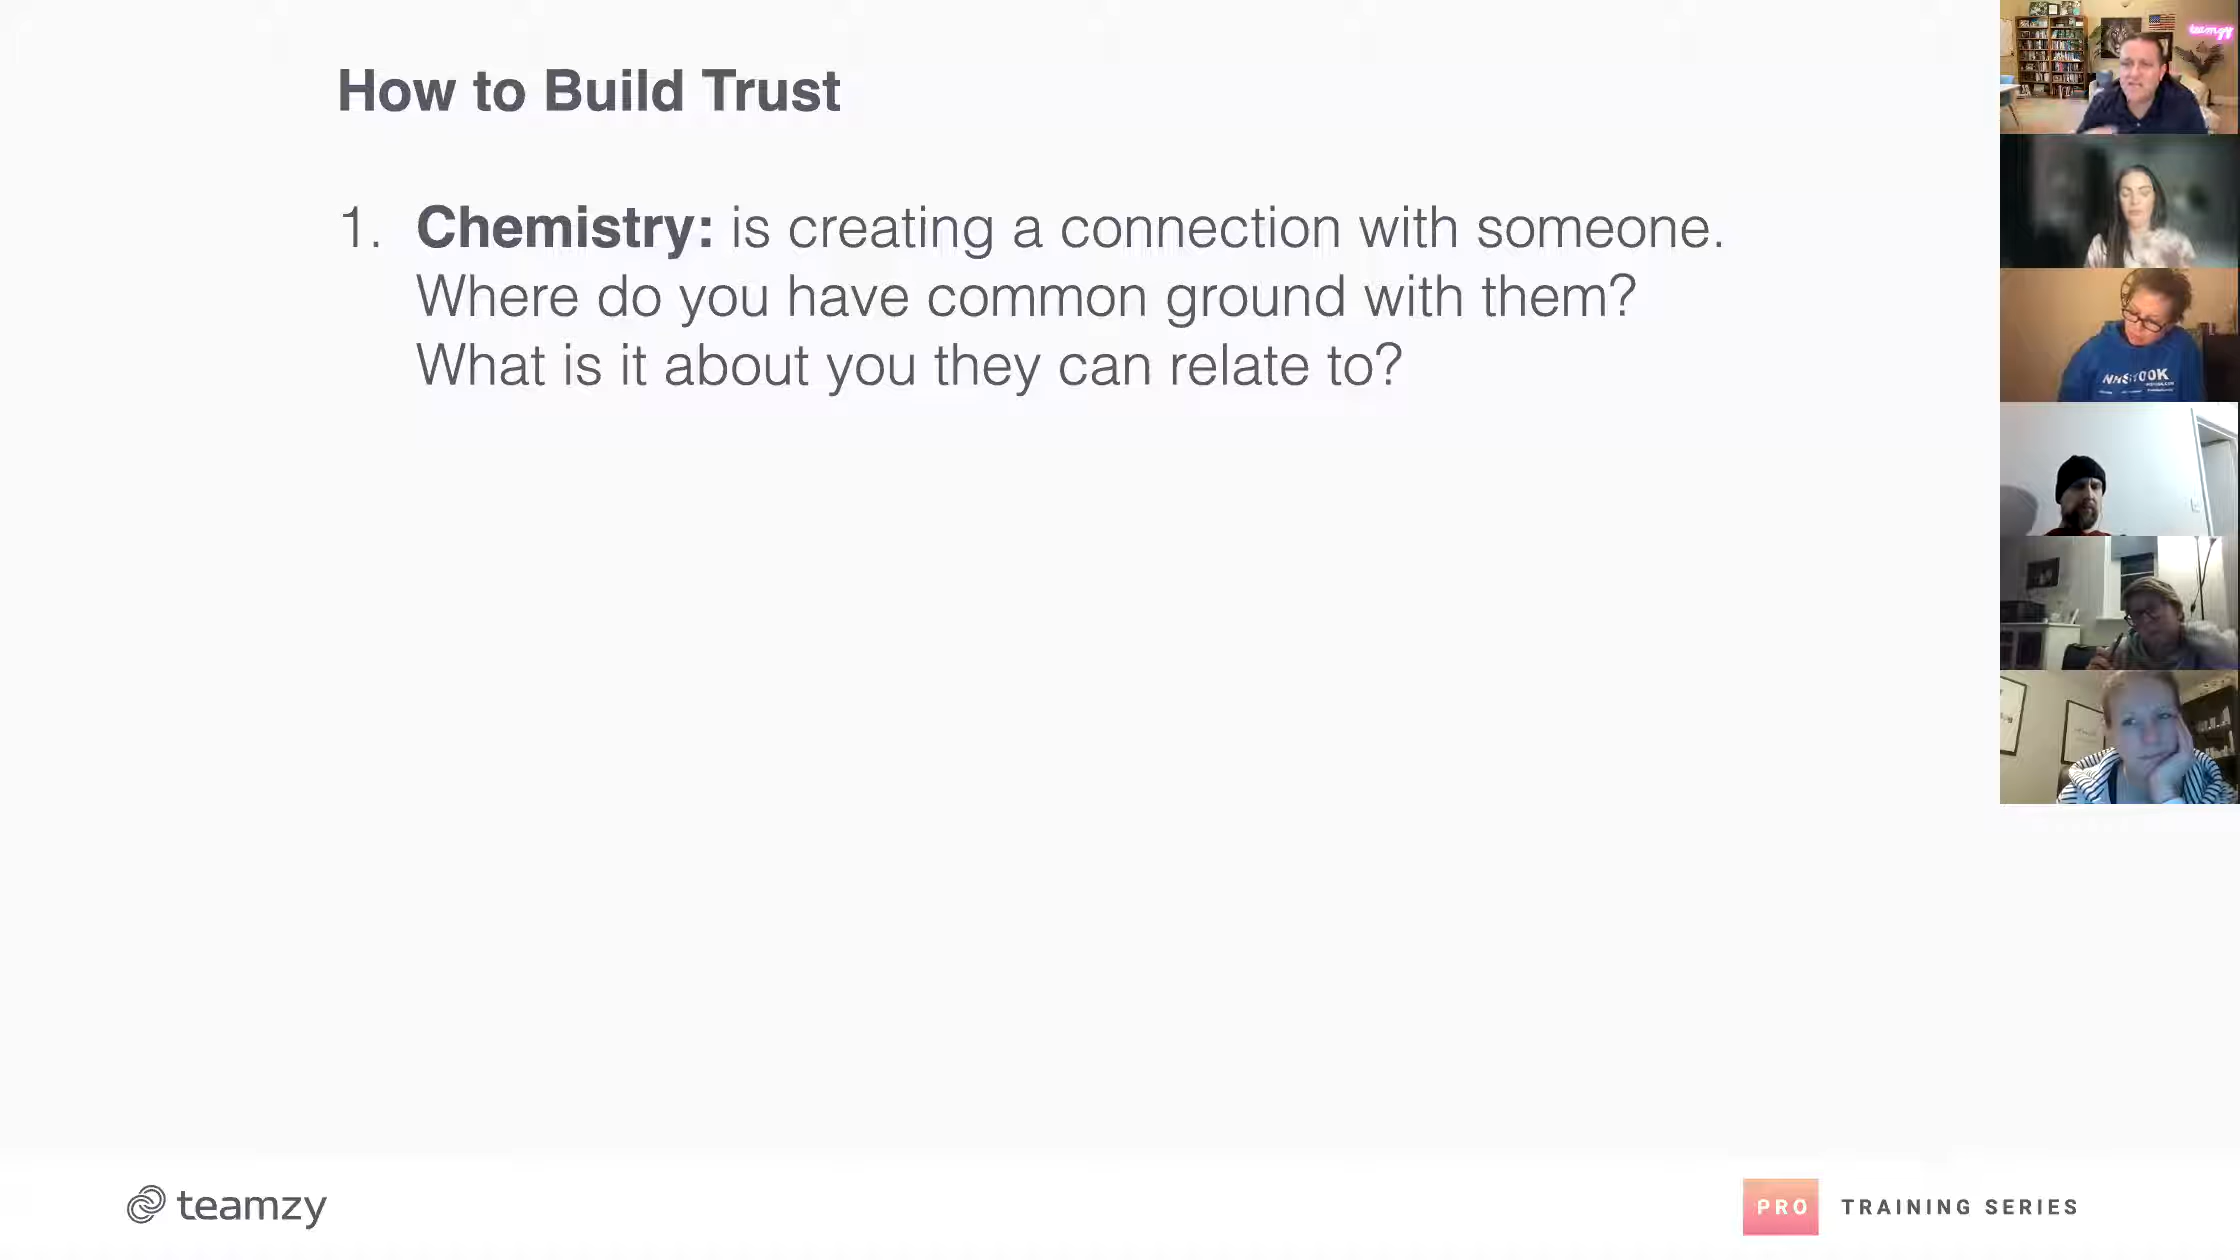 How to Build Trust
1. Chemistry: is creating a connection with someone.
Where do you have common ground with them?
What is it about you they can relate to?
teamzy
teamzy
PRO TRAINING SERIES